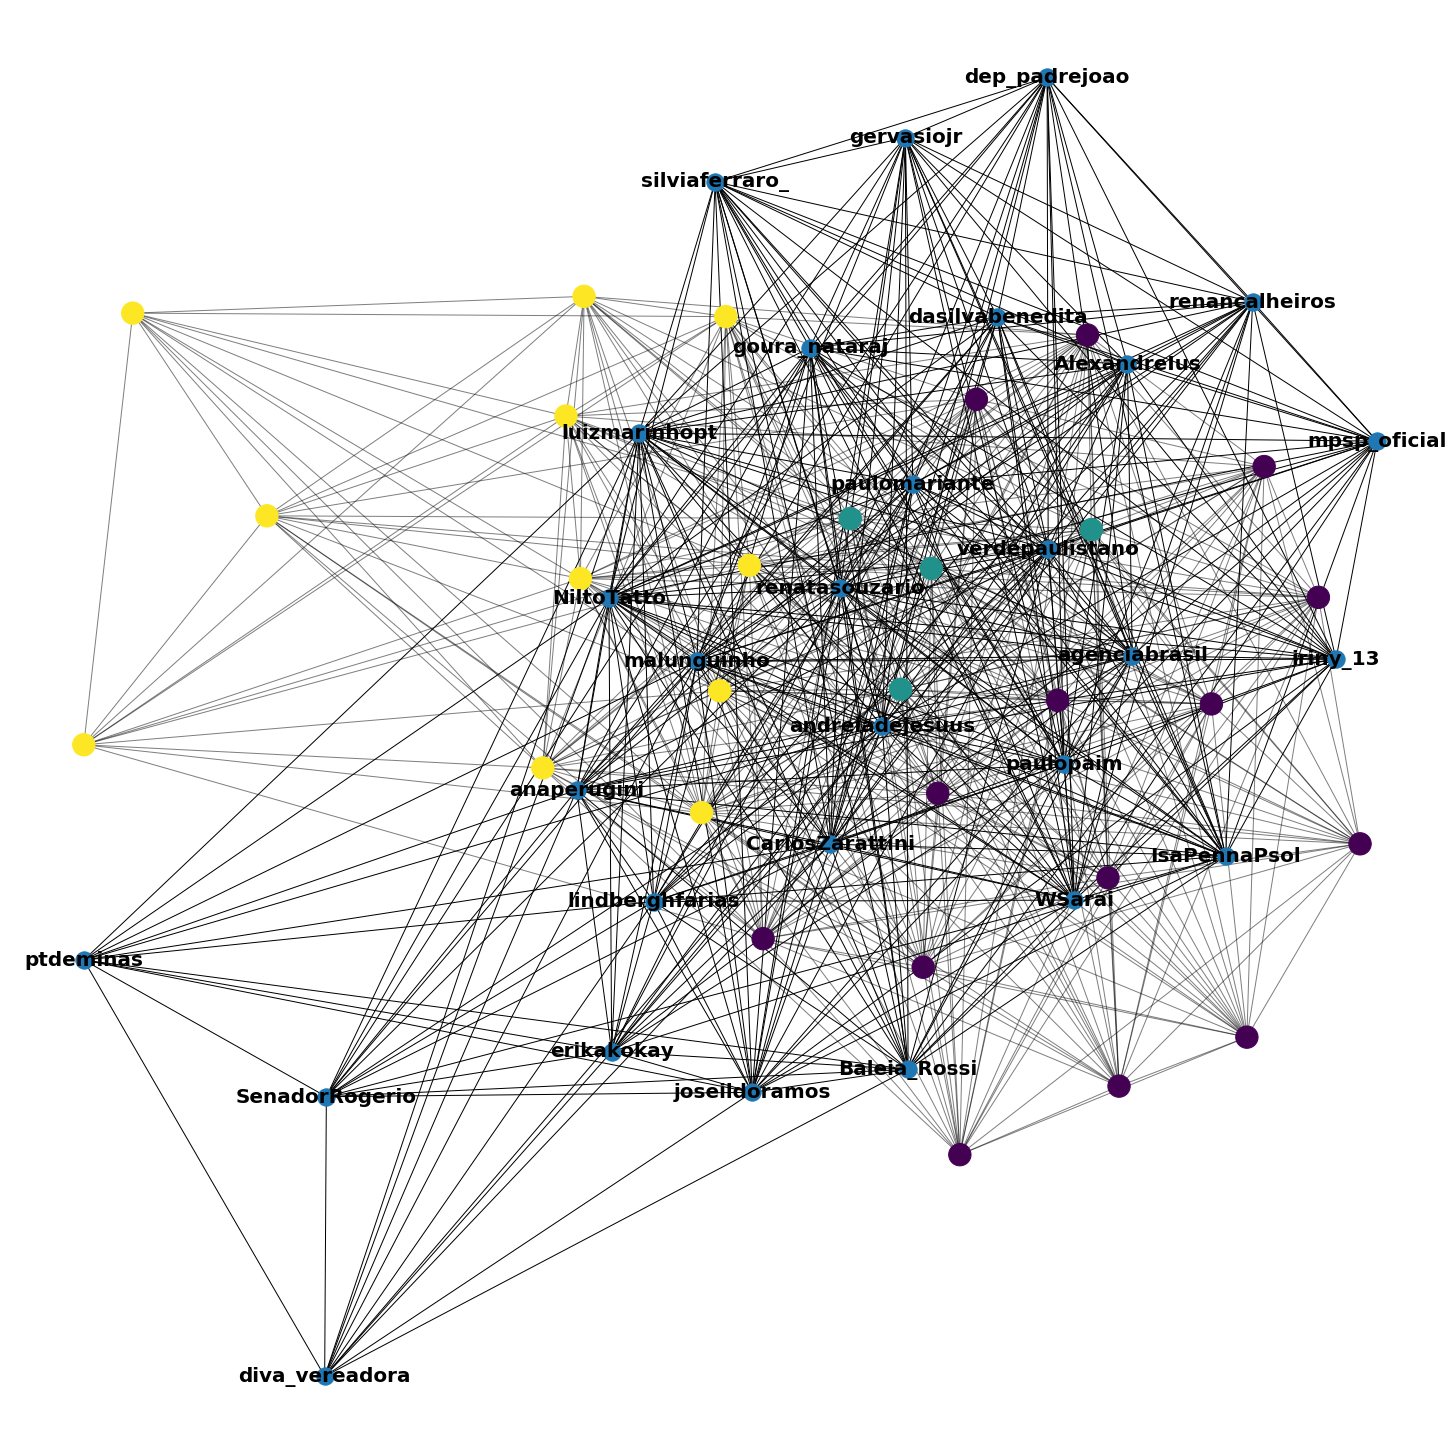 dep_padrejoao
gervasiojr
silviaferraro_
renancalheiros
dasilvabenedita
goura_nataraj
Alexandrelus
luizmarinhopt
mpsp_oficial
paulomariante
verdepaulistano
renatasouzario
NiltoTatto
malunguinho
agenciabrasil
iriny_13
andreiadejesuus
paulopaim
anaperugini
CarlosZarattini
IsaPennaPsol
lindberghfarias
WSarai
ptdeminas
erikakokay
Baleia_Rossi
SenadorRogerio
joseildoramos
diva_vereadora